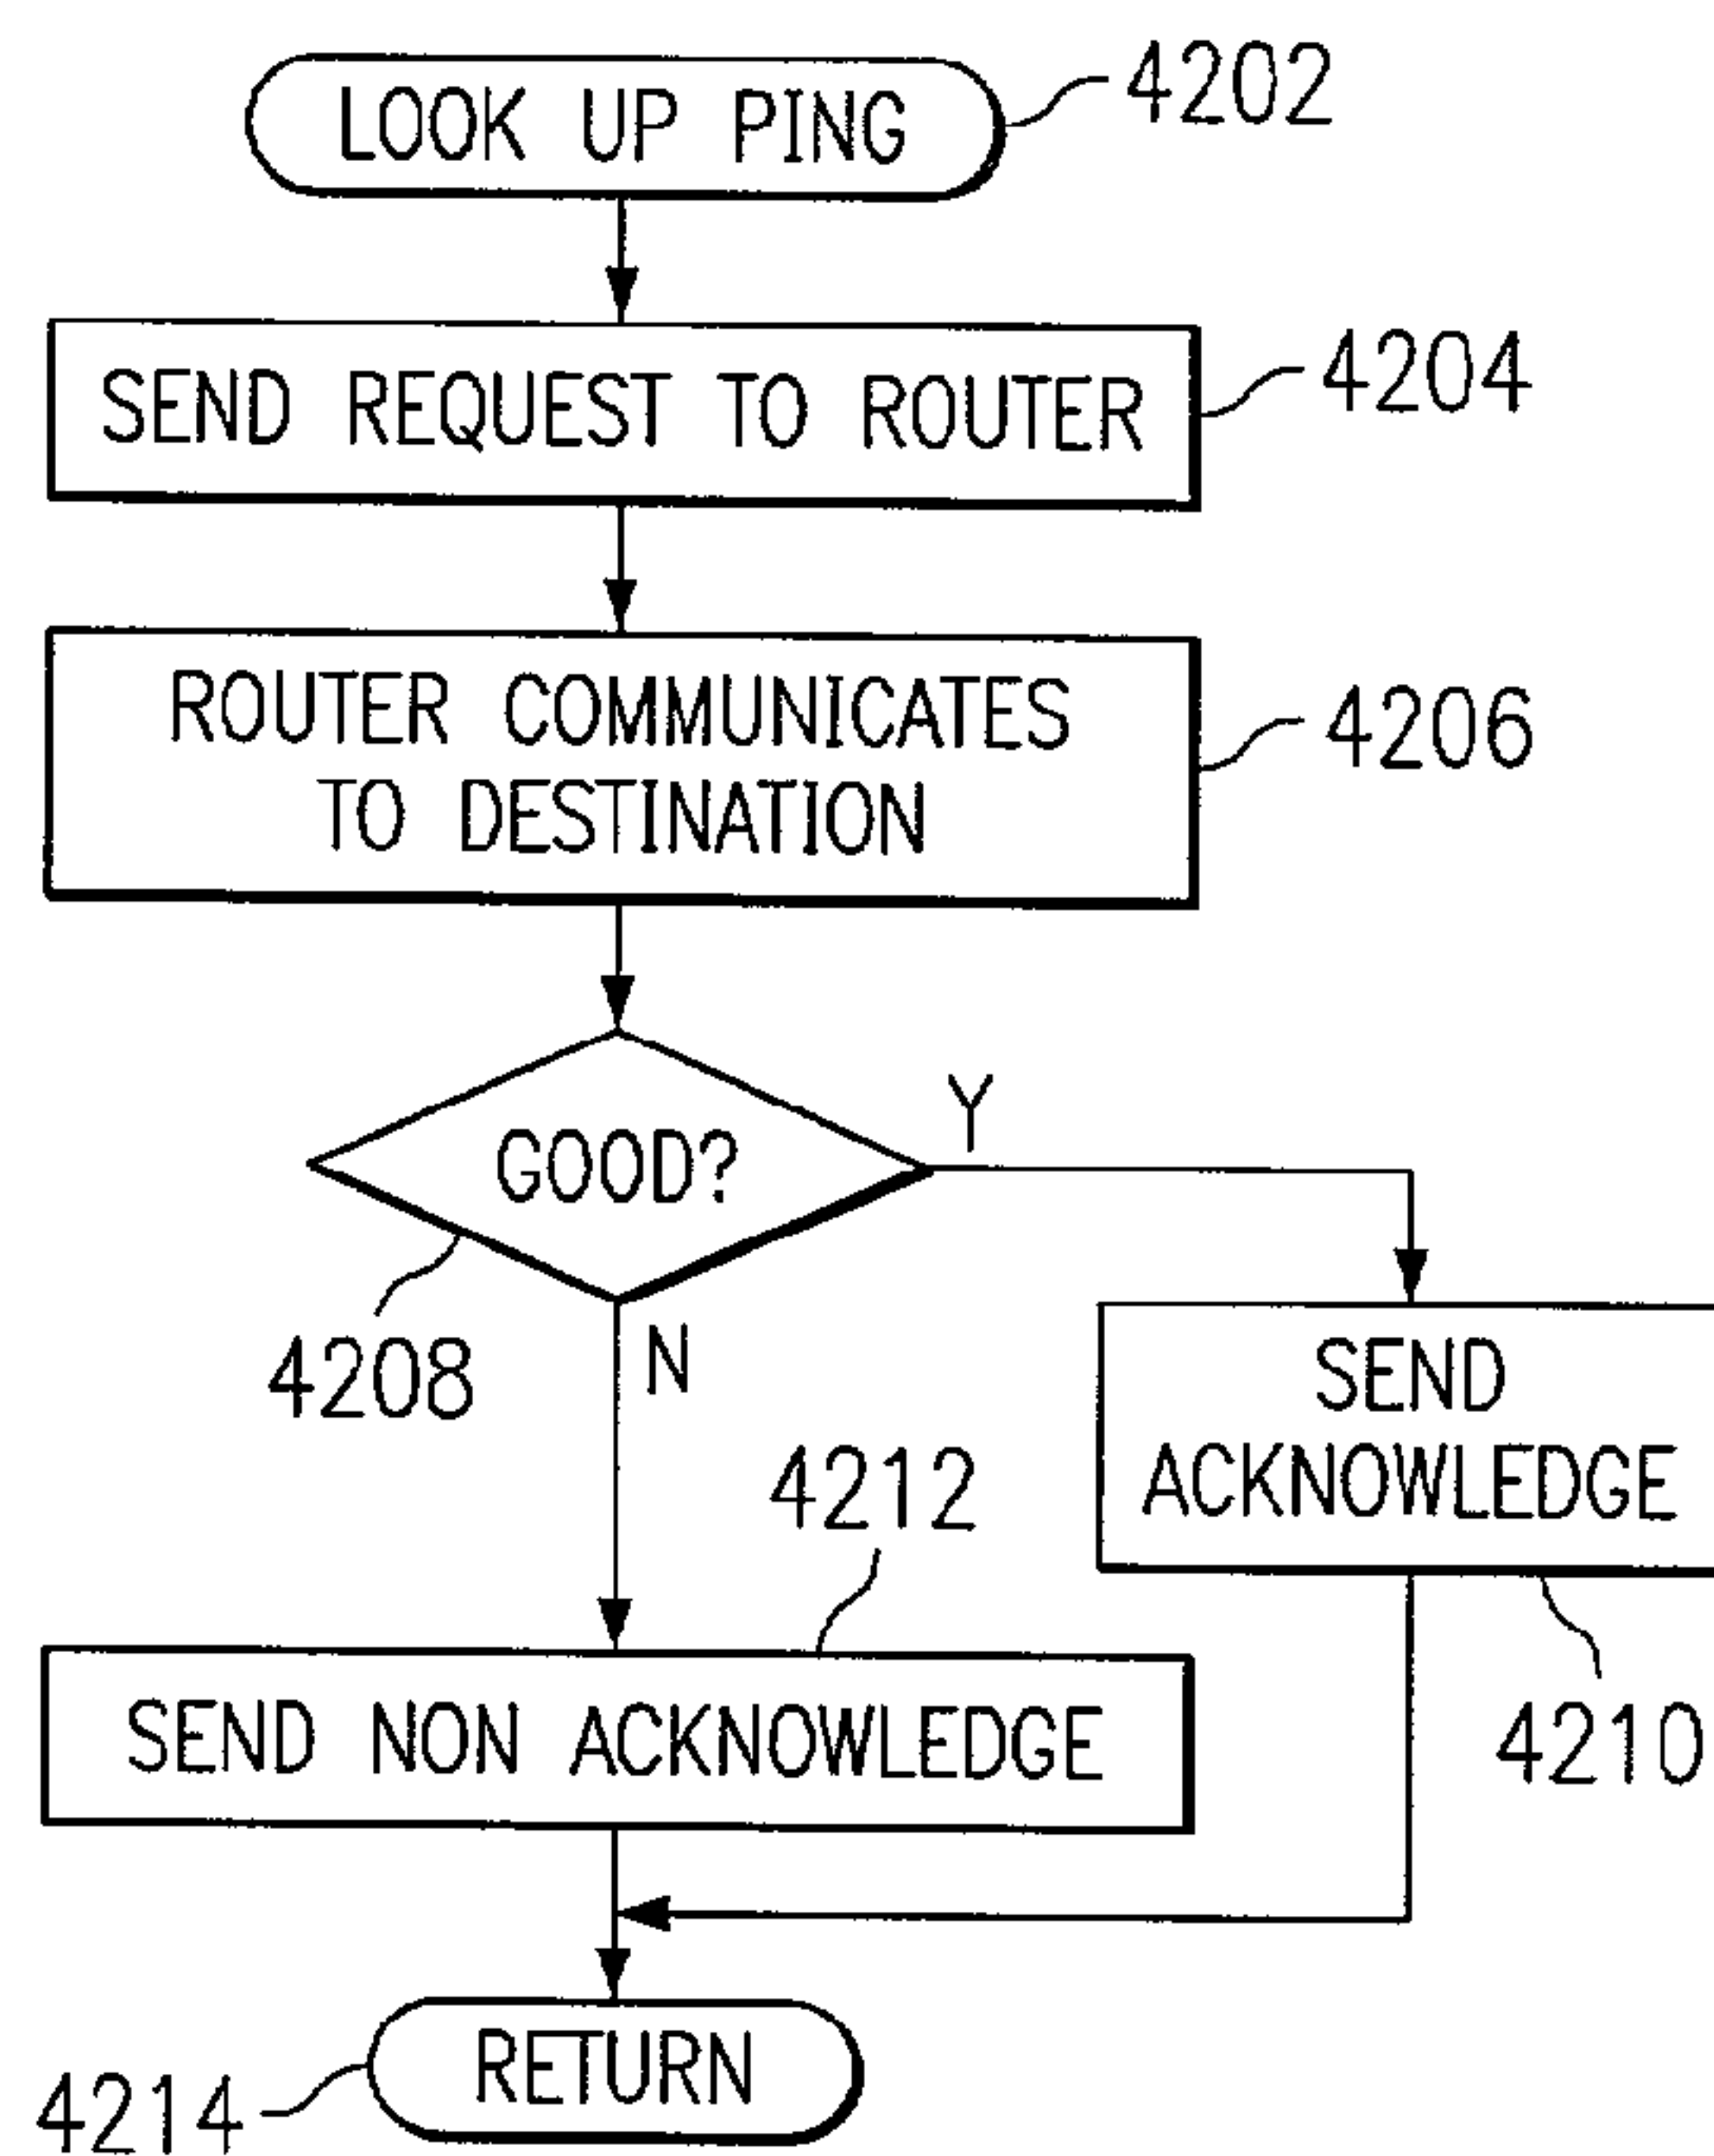 LOOK UP PING
4202
SEND REQUEST TO ROUTER
4204
ROUTER COMMUNICATES
TO DESTINATION
4206
GOOD?
Y
4208
N
SEND
ACKNOWLEDGE
4212
4210
SEND NON ACKNOWLEDGE
RETURN
4214